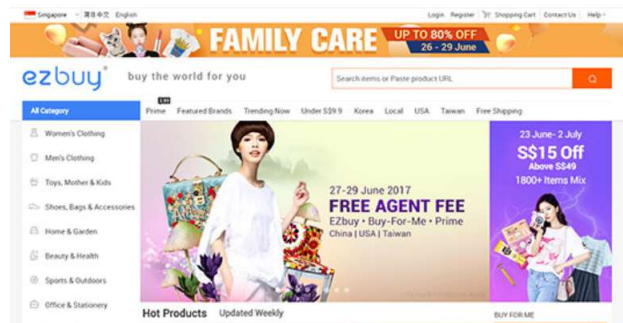 Singapore 简体中文 English Login Register Shopping Cart Contact Us Help
FAMILY CARE
UP TO 80% OFF
26 - 29 June
ezbuy buy the world for you
Search items or Paste product URL
All Category Prime Featured Brands Trending Now Under S$9.9 Korea Local USA Taiwan Free Shipping
Women's Clothing
Men's Clothing
Toys, Mother & Kids
Shoes, Bags & Accessories
Home & Garden
Beauty & Health
Sports & Outdoors
Office & Stationery
27-29 June 2017
FREE AGENT FEE
EZbuy • Buy-For-Me • Prime
China | USA | Taiwan
23 June- 2 July
S$15 Off
Above S$49
1800+ Items Mix
Hot Products Updated Weekly
BUY FOR ME